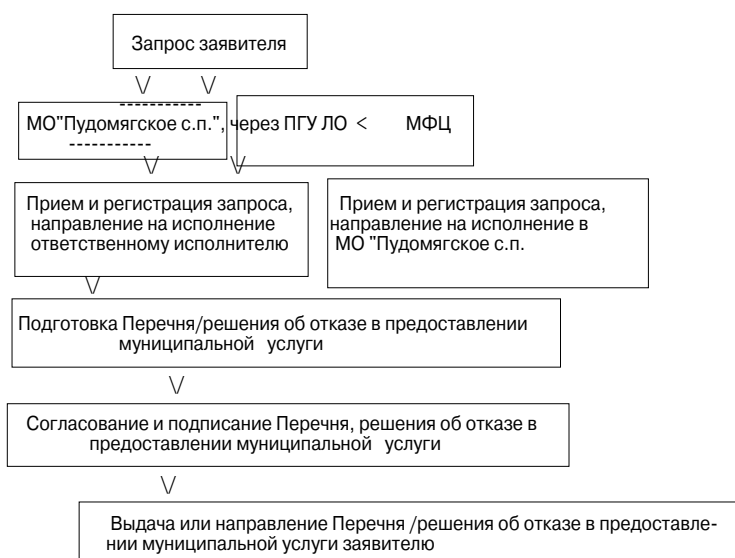 Запрос заявителя
МО"Пудомягское с.п.", через ПГУ ЛО < МФЦ
Прием и регистрация запроса,
направление на исполнение
ответственному исполнителю
Прием и регистрация запроса,
направление на исполнение в
МО "Пудомягское с.п.
Подготовка Перечня/решения об отказе в предоставлении
муниципальной услуги
Согласование и подписание Перечня, решения об отказе в
предоставлении муниципальной услуги
Выдача или направление Перечня /решения об отказе в предоставле-
нии муниципальной услуги заявителю